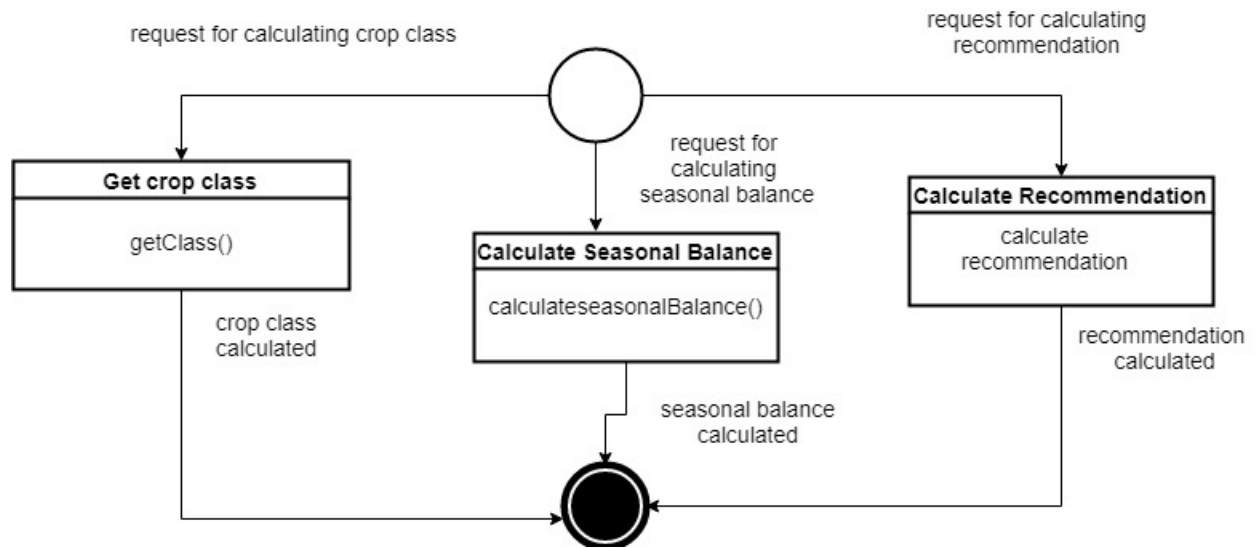 request for calculating crop class
request for calculating
recommendation
request for
calculating
seasonal balance
Get crop class
getClass()
Calculate Seasonal Balance
calculateseasonalBalance()
Calculate Recommendation
calculate
recommendation
crop class
calculated
seasonal balance
calculated
recommendation
calculated